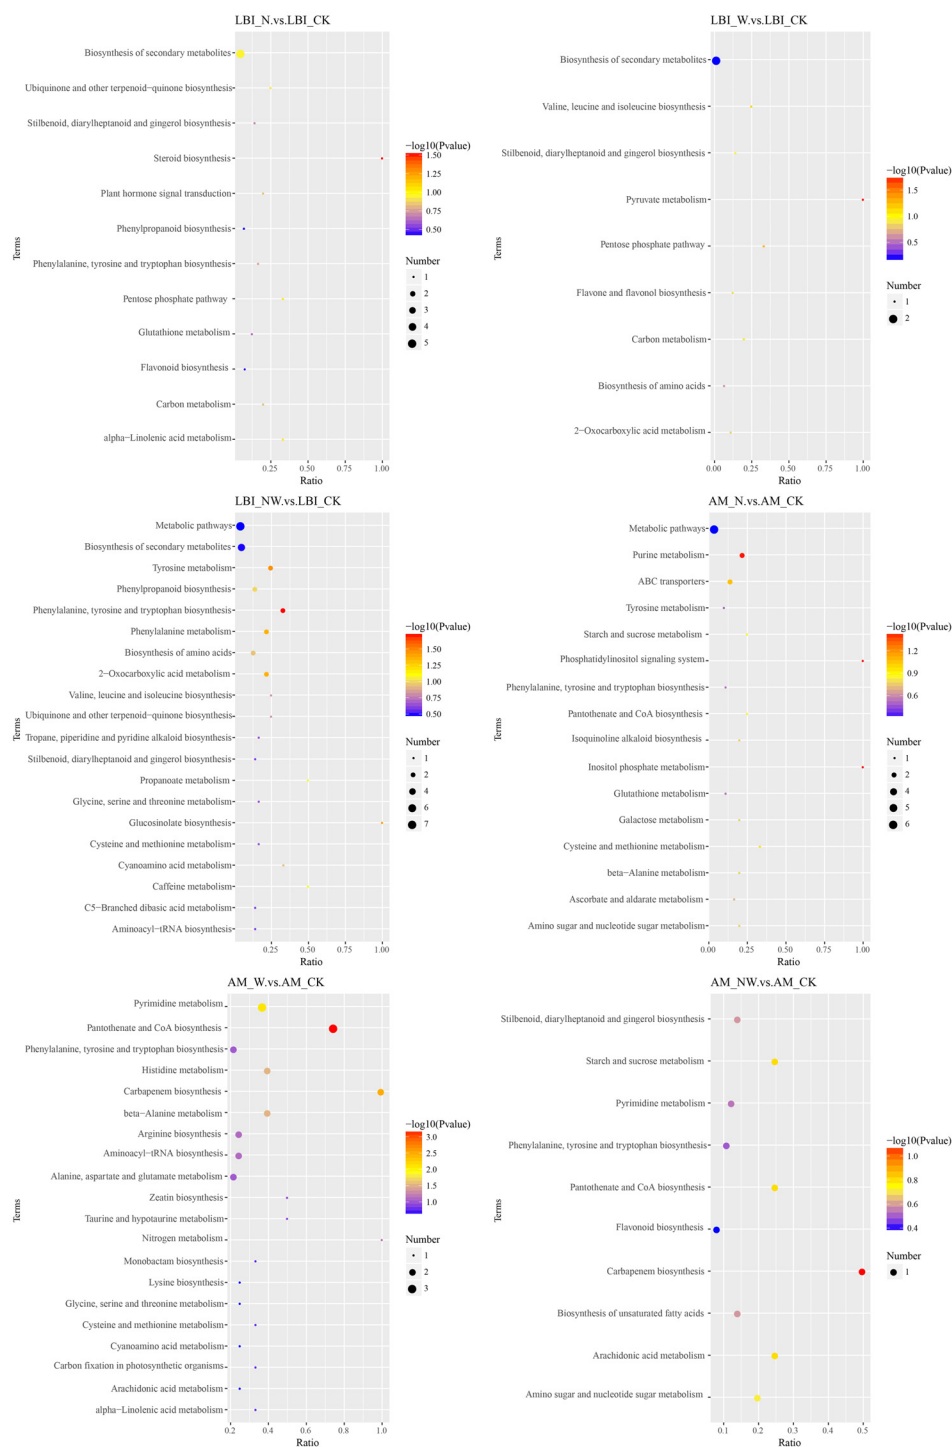 LBI_N.vs.LBI_CK
Terms
Biosynthesis of secondary metabolites
Ubiquinone and other terpenoid−quinone biosynthesis
Stilbenoid, diarylheptanoid and gingerol biosynthesis
Steroid biosynthesis
Plant hormone signal transduction
Phenylpropanoid biosynthesis
Phenylalanine, tyrosine and tryptophan biosynthesis
Pentose phosphate pathway
Glutathione metabolism
Flavonoid biosynthesis
Carbon metabolism
alpha−Linolenic acid metabolism
0.25 0.50 0.75 1.00
Ratio
−log10(Pvalue)
1.50
1.25
1.00
0.75
0.50
Number
1
2
3
4
5
LBI_W.vs.LBI_CK
Terms
Biosynthesis of secondary metabolites
Valine, leucine and isoleucine biosynthesis
Stilbenoid, diarylheptanoid and gingerol biosynthesis
Pyruvate metabolism
Pentose phosphate pathway
Flavone and flavonol biosynthesis
Carbon metabolism
Biosynthesis of amino acids
2−Oxocarboxylic acid metabolism
0.00 0.25 0.50 0.75 1.00
Ratio
−log10(Pvalue)
1.5
1.0
0.5
Number
1
2
LBI_NW.vs.LBI_CK
Terms
Metabolic pathways
Biosynthesis of secondary metabolites
Tyrosine metabolism
Phenylpropanoid biosynthesis
Phenylalanine, tyrosine and tryptophan biosynthesis
Phenylalanine metabolism
Biosynthesis of amino acids
2−Oxocarboxylic acid metabolism
Valine, leucine and isoleucine biosynthesis
Ubiquinone and other terpenoid−quinone biosynthesis
Tropane, piperidine and pyridine alkaloid biosynthesis
Stilbenoid, diarylheptanoid and gingerol biosynthesis
Propanoate metabolism
Glycine, serine and threonine metabolism
Glucosinolate biosynthesis
Cysteine and methionine metabolism
Cyanoamino acid metabolism
Caffeine metabolism
C5−Branched dibasic acid metabolism
Aminoacyl−tRNA biosynthesis
0.25 0.50 0.75 1.00
Ratio
−log10(Pvalue)
1.50
1.25
1.00
0.75
0.50
Number
1
2
4
6
7
AM_N.vs.AM_CK
Terms
Metabolic pathways
Purine metabolism
ABC transporters
Tyrosine metabolism
Starch and sucrose metabolism
Phosphatidylinositol signaling system
Phenylalanine, tyrosine and tryptophan biosynthesis
Pantothenate and CoA biosynthesis
Isoquinoline alkaloid biosynthesis
Inositol phosphate metabolism
Glutathione metabolism
Galactose metabolism
Cysteine and methionine metabolism
beta−Alanine metabolism
Ascorbate and aldarate metabolism
Amino sugar and nucleotide sugar metabolism
0.00 0.25 0.50 0.75 1.00
Ratio
−log10(Pvalue)
1.2
0.9
0.6
Number
1
2
4
5
6
AM_W.vs.AM_CK
Terms
Pyrimidine metabolism
Pantothenate and CoA biosynthesis
Phenylalanine, tyrosine and tryptophan biosynthesis
Histidine metabolism
Carbapenem biosynthesis
beta−Alanine metabolism
Arginine biosynthesis
Aminoacyl−tRNA biosynthesis
Alanine, aspartate and glutamate metabolism
Zeatin biosynthesis
Taurine and hypotaurine metabolism
Nitrogen metabolism
Monobactam biosynthesis
Lysine biosynthesis
Glycine, serine and threonine metabolism
Cysteine and methionine metabolism
Cyanoamino acid metabolism
Carbon fixation in photosynthetic organisms
Arachidonic acid metabolism
alpha−Linolenic acid metabolism
0.2 0.4 0.6 0.8 1.0
Ratio
−log10(Pvalue)
3.0
2.5
2.0
1.5
1.0
Number
1
2
3
AM_NW.vs.AM_CK
Terms
Stilbenoid, diarylheptanoid and gingerol biosynthesis
Starch and sucrose metabolism
Pyrimidine metabolism
Phenylalanine, tyrosine and tryptophan biosynthesis
Pantothenate and CoA biosynthesis
Flavonoid biosynthesis
Carbapenem biosynthesis
Biosynthesis of unsaturated fatty acids
Arachidonic acid metabolism
Amino sugar and nucleotide sugar metabolism
0.1 0.2 0.3 0.4 0.5
Ratio
−log10(Pvalue)
1.0
0.8
0.6
0.4
Number
1